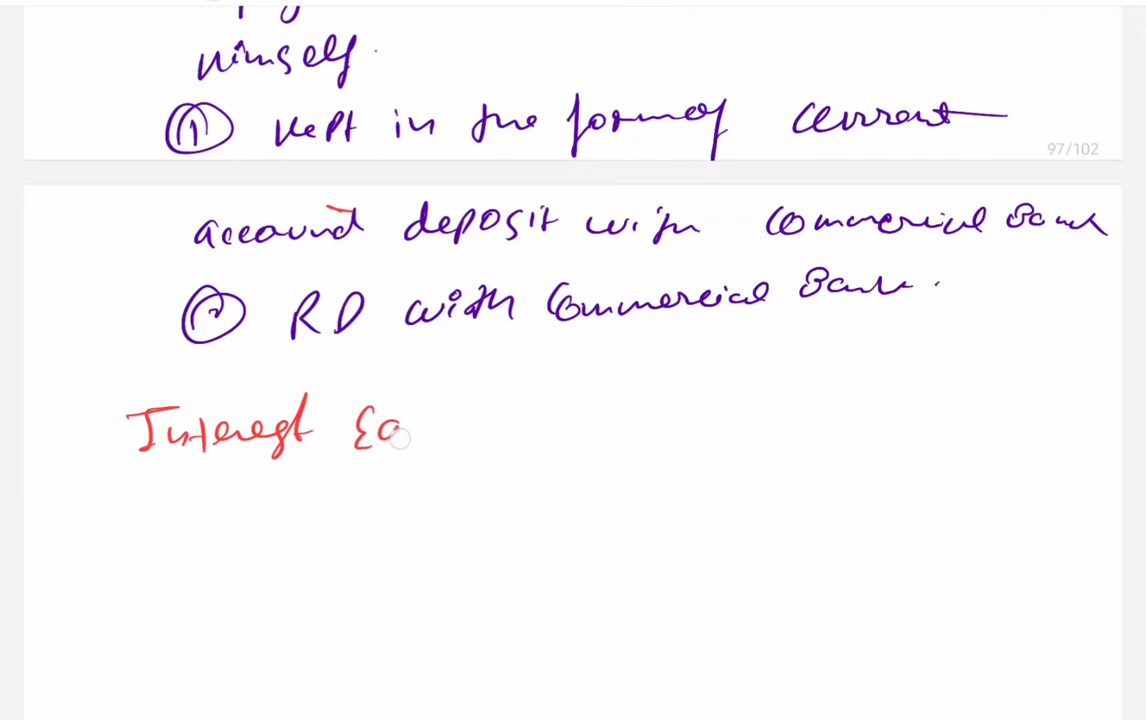 himself.
① kept in the form of current
97/102
account deposit with Commercial Bank
② RD with Commercial Bank.
Interest Ea